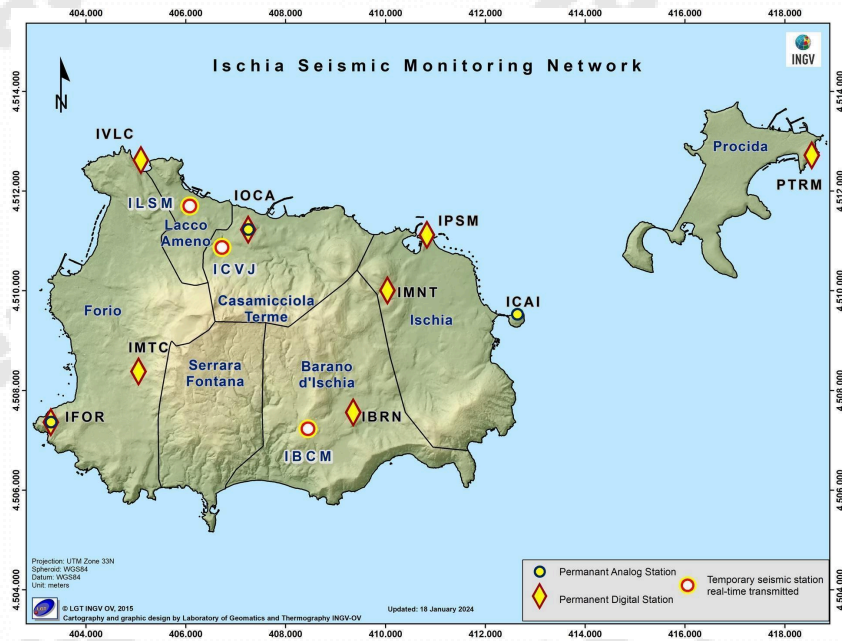 404.000 406.000 408.000 410.000 412.000 414.000 416.000 418.000
Ischia Seismic Monitoring Network
INGV
N
4.514.000 4.514.000
IVLC
Procida
PTRM
4.512.000 4.512.000
ILSM
IOCA
Lacco
Ameno
IPSM
ICVJ
4.510.000 4.510.000
IMNT
ICAI
Forio
Casamicciola
Terme
Ischia
IMTC
Serrara
Fontana
Barano
d'Ischia
4.508.000 4.508.000
IFOR
IBRN
IBCM
4.506.000 4.506.000
Projection: UTM Zone 33N
Spheroid: WGS84
Datum: WGS84
Unit: meters
Permanant Analog Station
Permanent Digital Station
Temporary seismic station
real-time transmitted
4.504.000 4.504.000
LGT
© LGT INGV OV, 2015
Updated: 18 January 2024
Cartography and graphic design by Laboratory of Geomatics and Thermography INGV-OV
404.000 406.000 408.000 410.000 412.000 414.000 416.000 418.000